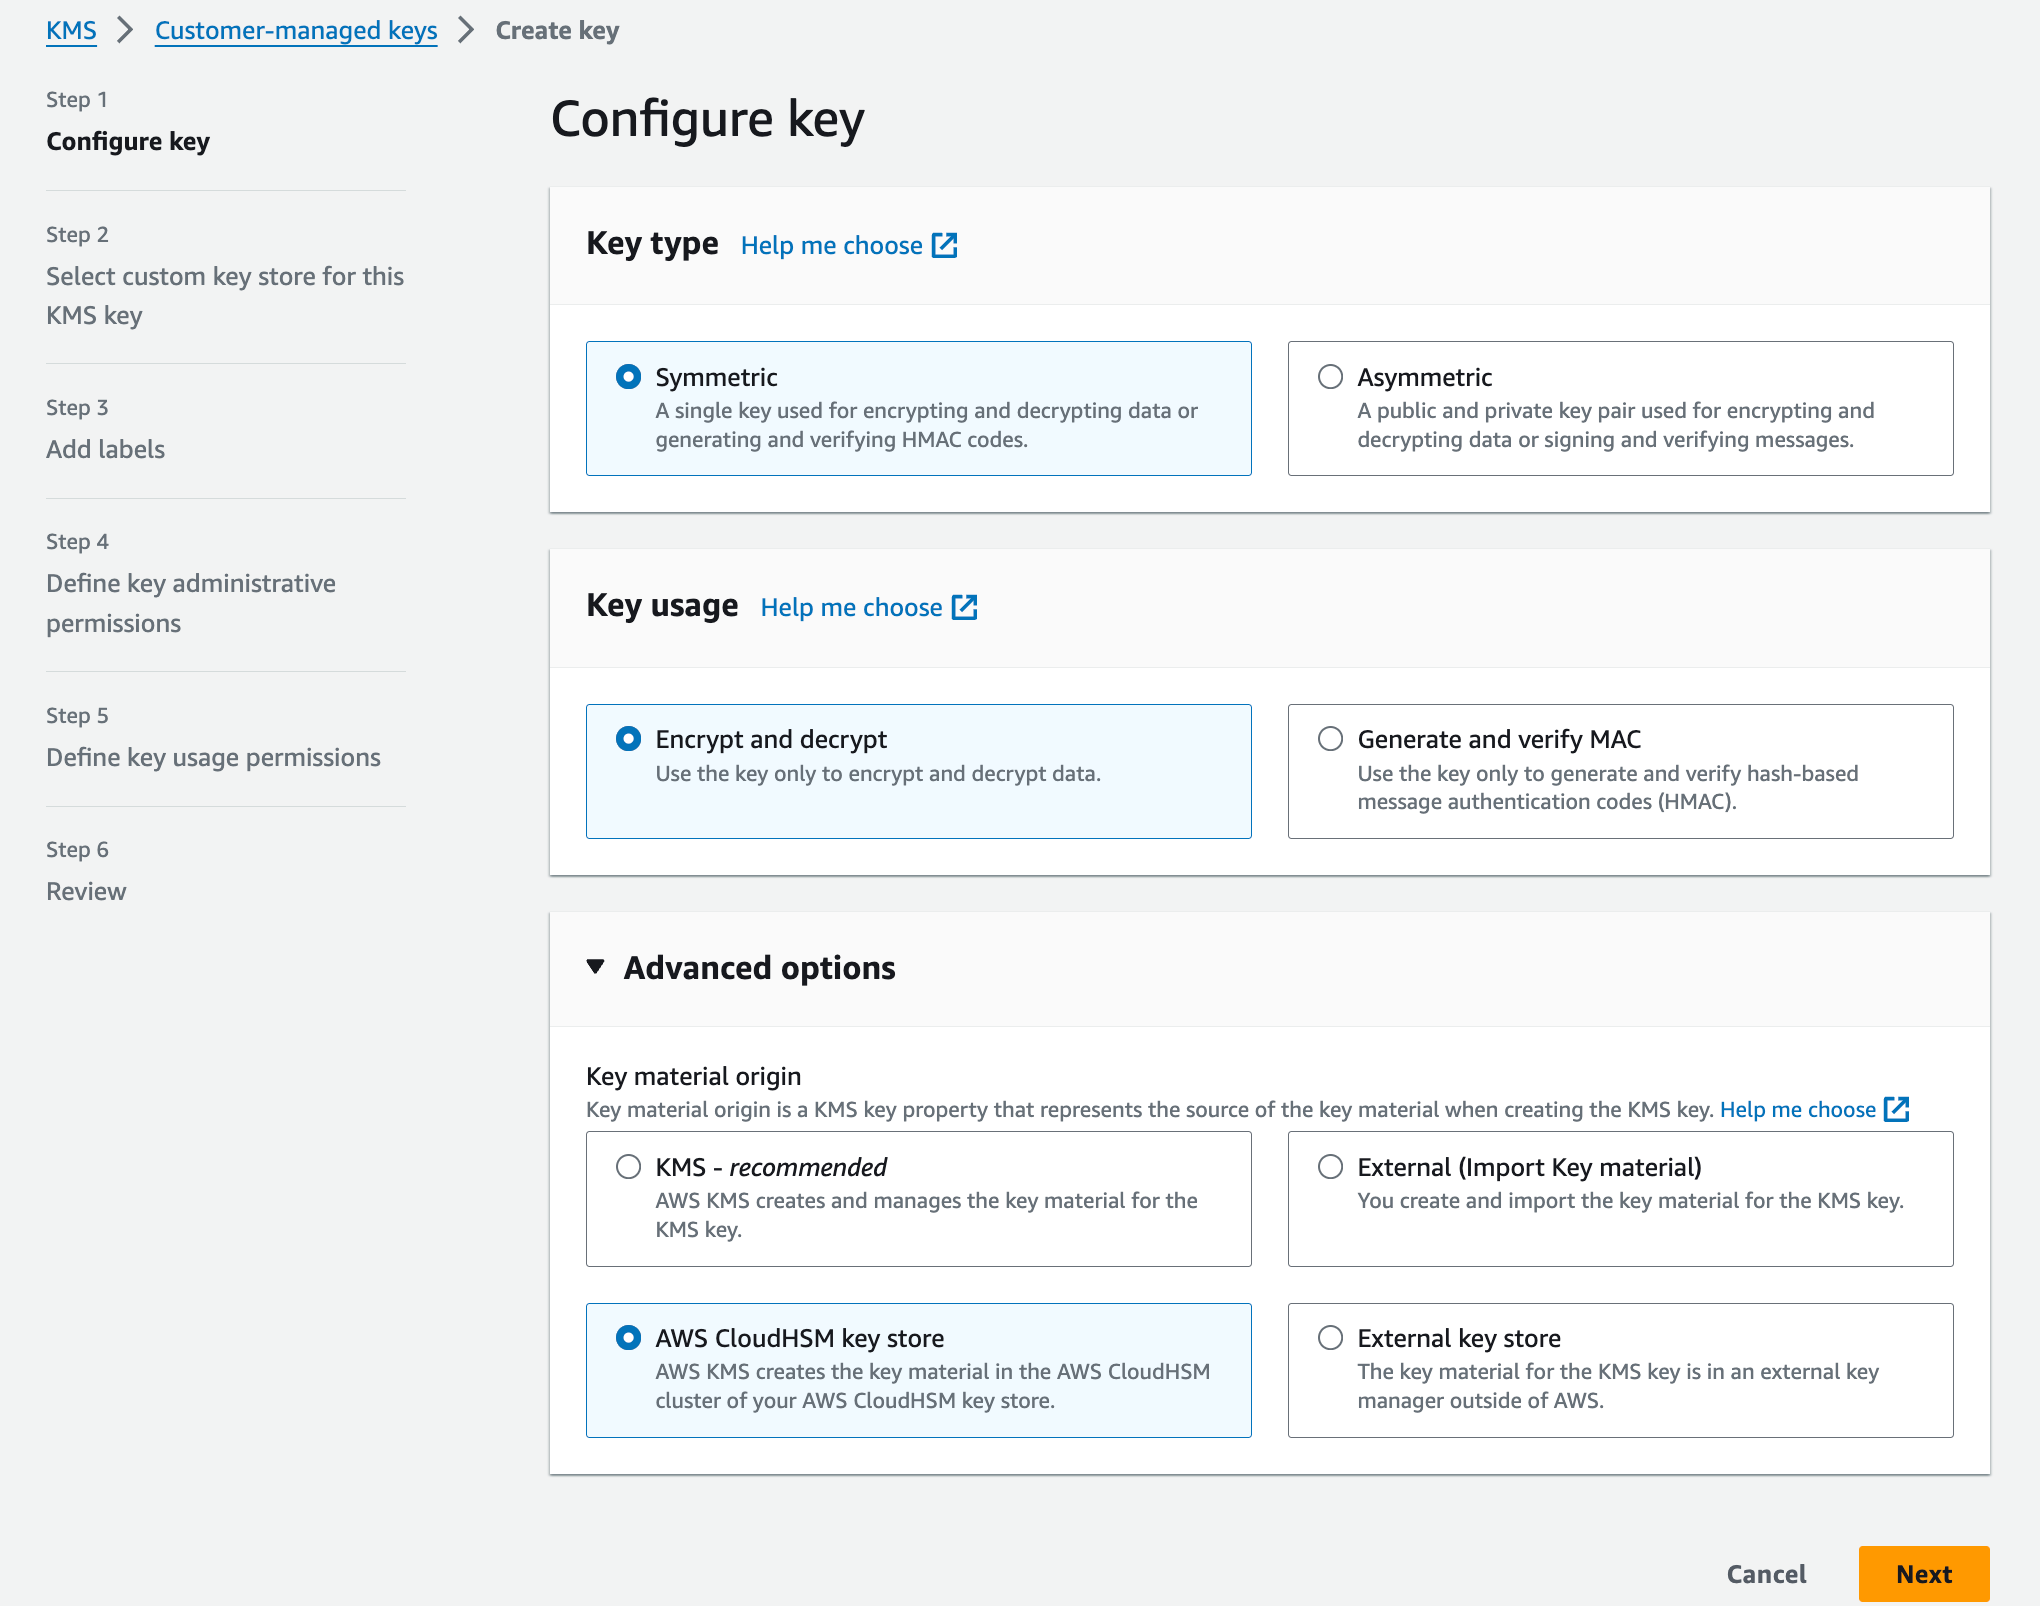 KMS > Customer-managed keys > Create key
Step 1
Configure key
Step 2
Select custom key store for this
KMS key
Step 3
Add labels
Step 4
Define key administrative
permissions
Step 5
Define key usage permissions
Step 6
Review
Configure key
Key type Help me choose
Symmetric
A single key used for encrypting and decrypting data or
generating and verifying HMAC codes.
Asymmetric
A public and private key pair used for encrypting and
decrypting data or signing and verifying messages.
Key usage Help me choose
Encrypt and decrypt
Use the key only to encrypt and decrypt data.
Generate and verify MAC
Use the key only to generate and verify hash-based
message authentication codes (HMAC).
Advanced options
Key material origin
Key material origin is a KMS key property that represents the source of the key material when creating the KMS key. Help me choose
KMS - recommended
AWS KMS creates and manages the key material for the
KMS key.
External (Import Key material)
You create and import the key material for the KMS key.
AWS CloudHSM key store
AWS KMS creates the key material in the AWS CloudHSM
cluster of your AWS CloudHSM key store.
External key store
The key material for the KMS key is in an external key
manager outside of AWS.
Cancel Next